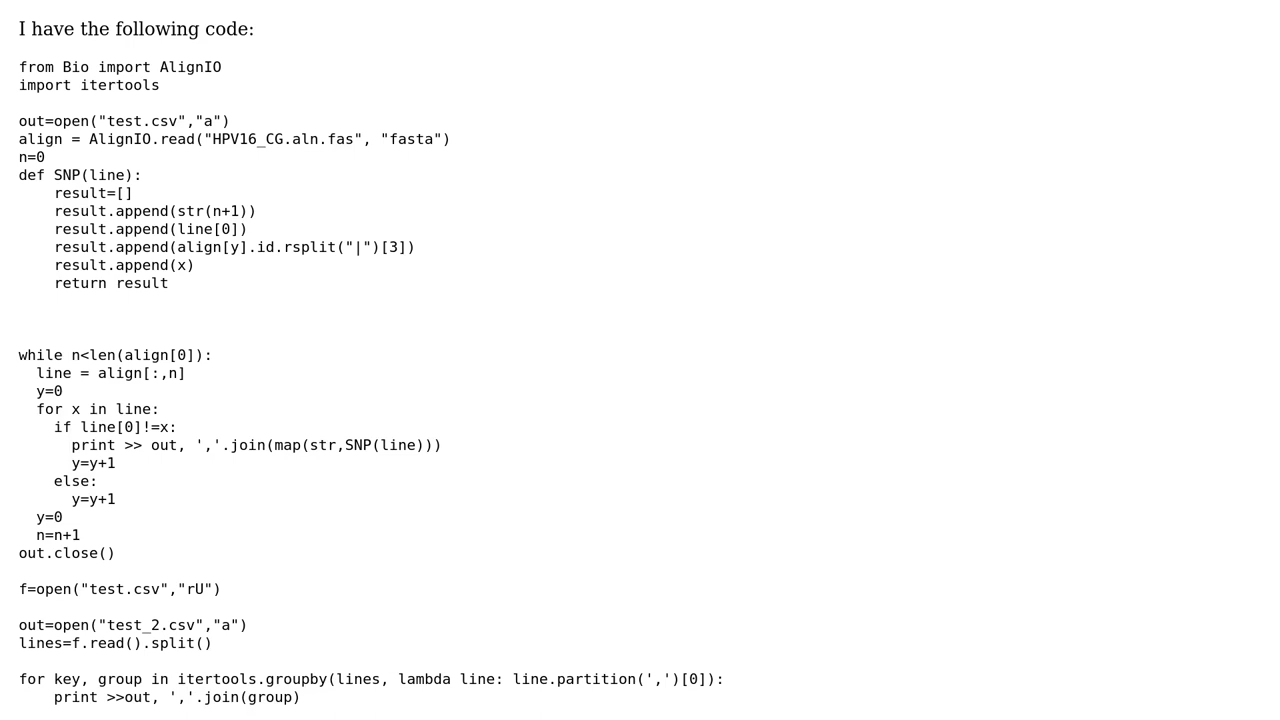 I have the following code:
from Bio import AlignIO
import itertools
out=open("test.csv","a")
align = AlignIO.read("HPV16_CG.aln.fas", "fasta")
n=0
def SNP(line):
    result=[]
    result.append(str(n+1))
    result.append(line[0])
    result.append(align[y].id.rsplit("|")[3])
    result.append(x)
    return result
while n<len(align[0]):
  line = align[:,n]
  y=0
  for x in line:
    if line[0]!=x:
      print >> out, ','.join(map(str,SNP(line)))
      y=y+1
    else:
      y=y+1
  y=0
  n=n+1
out.close()
f=open("test.csv","rU")
out=open("test_2.csv","a")
lines=f.read().split()
for key, group in itertools.groupby(lines, lambda line: line.partition(',')[0]):
    print >>out, ','.join(group)